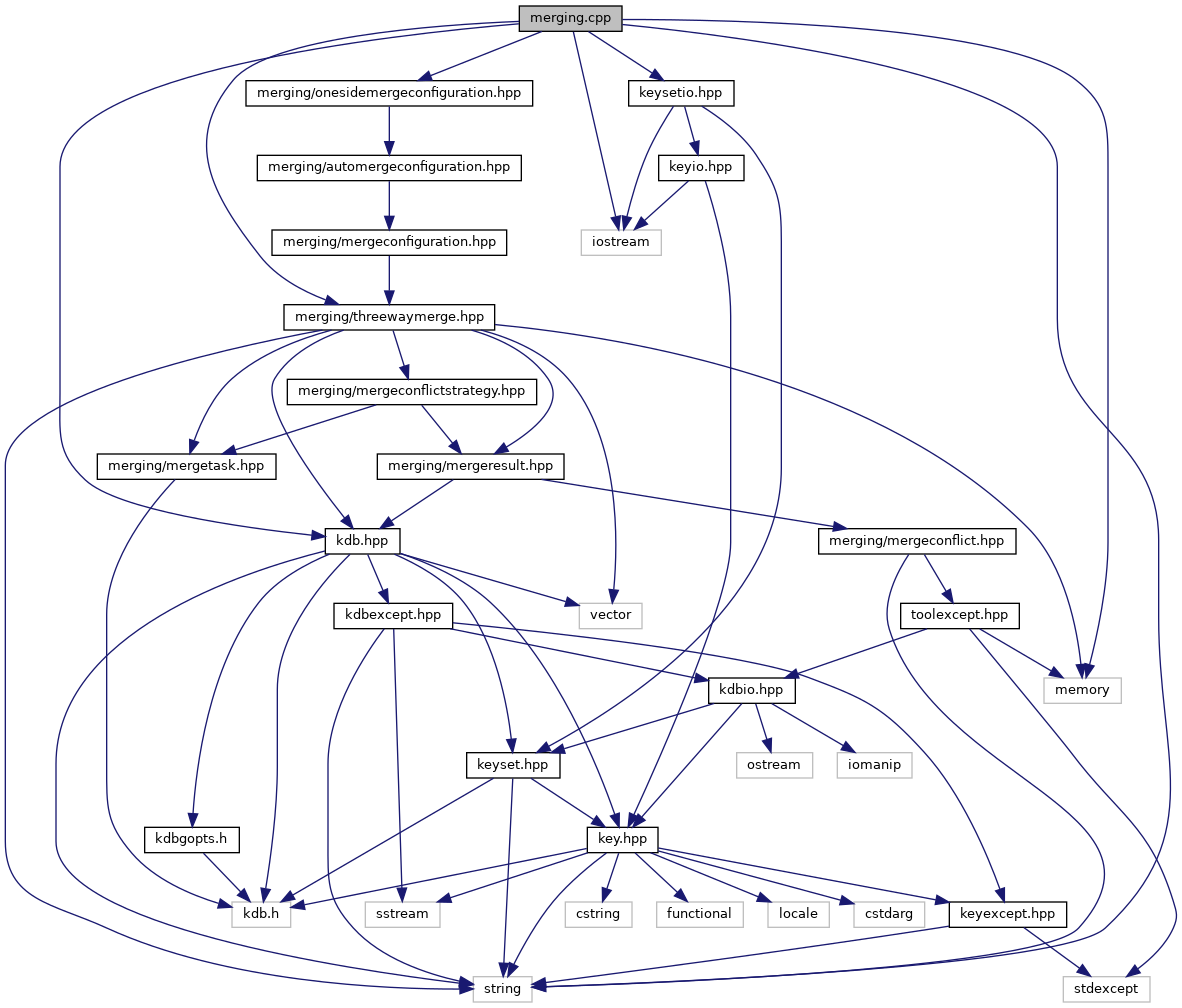 merging.cpp
merging/onesidemergeconfiguration.hpp
keysetio.hpp
merging/automergeconfiguration.hpp
keyio.hpp
merging/mergeconfiguration.hpp
iostream
merging/threewaymerge.hpp
merging/mergeconflictstrategy.hpp
merging/mergetask.hpp
merging/mergeresult.hpp
kdb.hpp
merging/mergeconflict.hpp
kdbexcept.hpp
vector
toolexcept.hpp
kdbio.hpp
memory
keyset.hpp
ostream
iomanip
kdbgopts.h
key.hpp
kdb.h
sstream
cstring
functional
locale
cstdarg
keyexcept.hpp
string
stdexcept